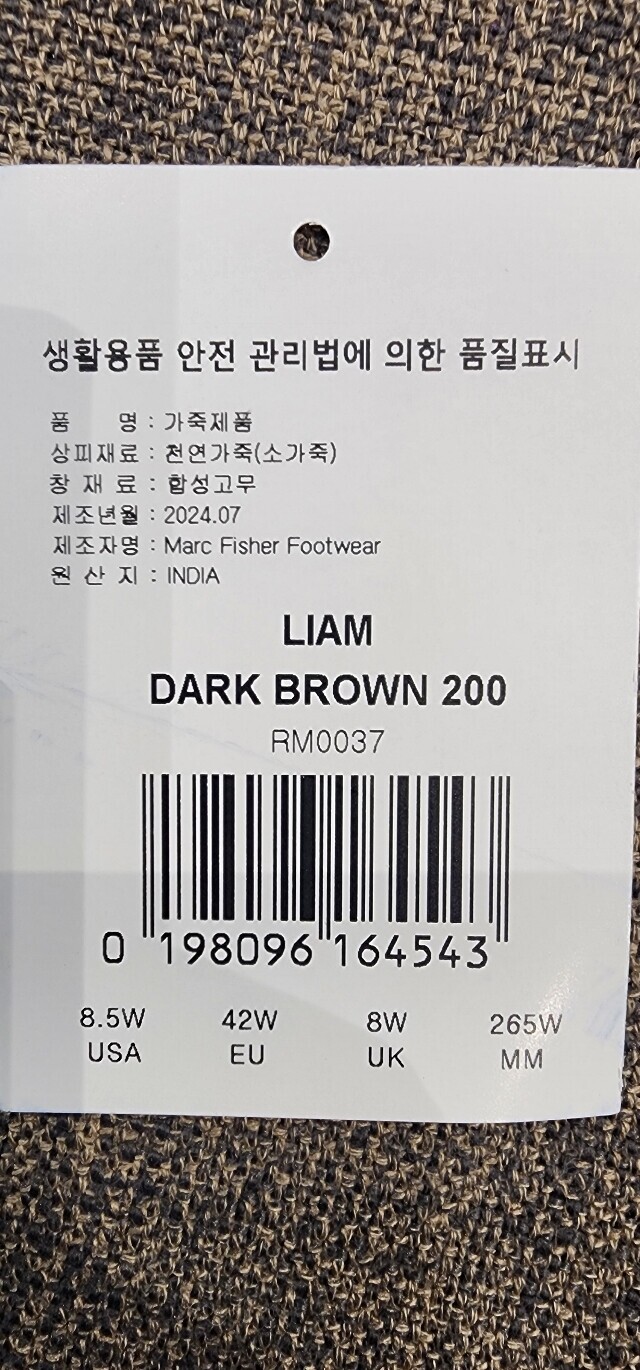 생활용품 안전 관리법에 의한 품질표시
품 명 : 가죽제품
상피재료 : 천연가죽(소가죽)
창 재 료 : 합성고무
제조년월 : 2024.07
제조자명 : Marc Fisher Footwear
원 산 지 : INDIA
LIAM
DARK BROWN 200
RM0037
0 198096 164543
8.5W 42W 8W 265W
USA EU UK MM